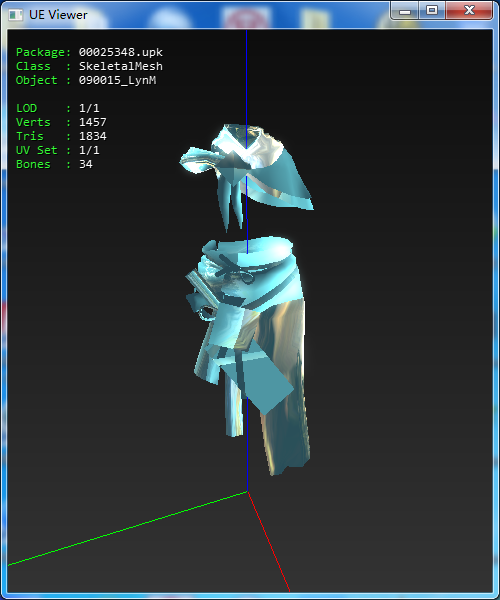 UE Viewer
Package: 00025348.upk
Class  : SkeletalMesh
Object : 090015_LynM
LOD    : 1/1
Verts  : 1457
Tris   : 1834
UV Set : 1/1
Bones  : 34